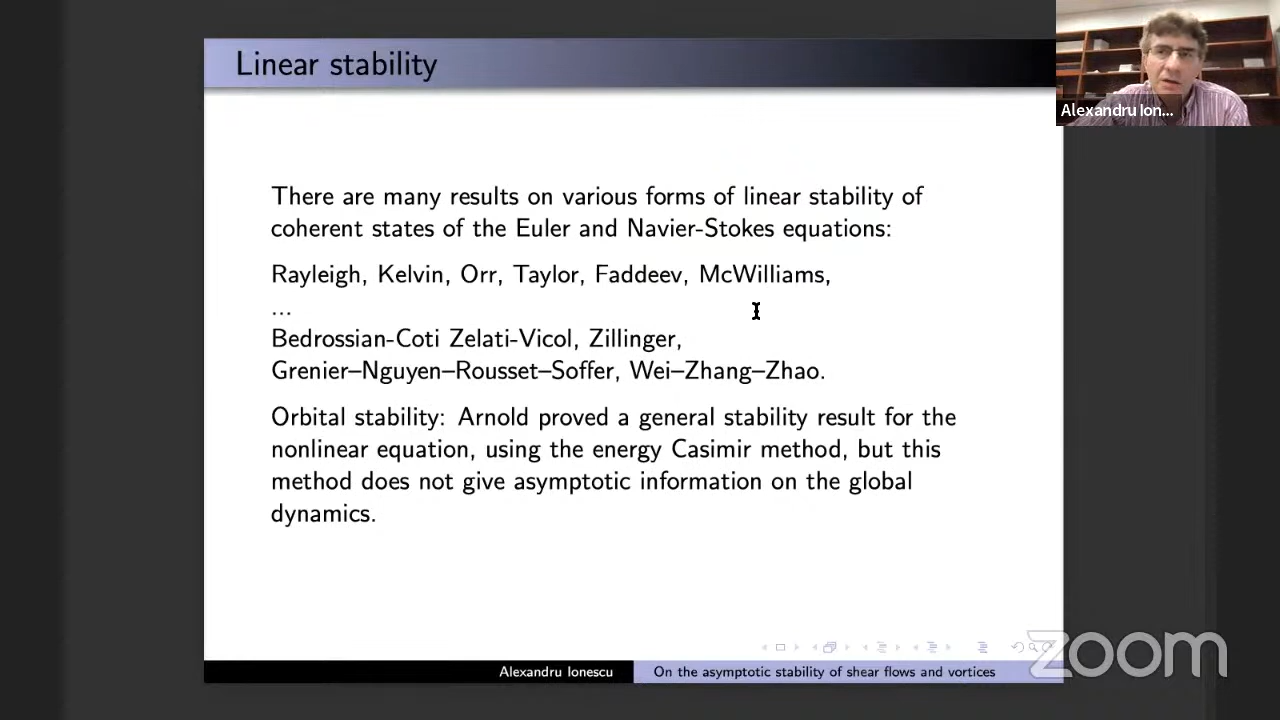 Linear stability
Alexandru Ion...
There are many results on various forms of linear stability of
coherent states of the Euler and Navier-Stokes equations:
Rayleigh, Kelvin, Orr, Taylor, Faddeev, McWilliams,
...
Bedrossian-Coti Zelati-Vicol, Zillinger,
Grenier–Nguyen–Rousset–Soffer, Wei–Zhang–Zhao.
Orbital stability: Arnold proved a general stability result for the
nonlinear equation, using the energy Casimir method, but this
method does not give asymptotic information on the global
dynamics.
zoom
Alexandru Ionescu
On the asymptotic stability of shear flows and vortices